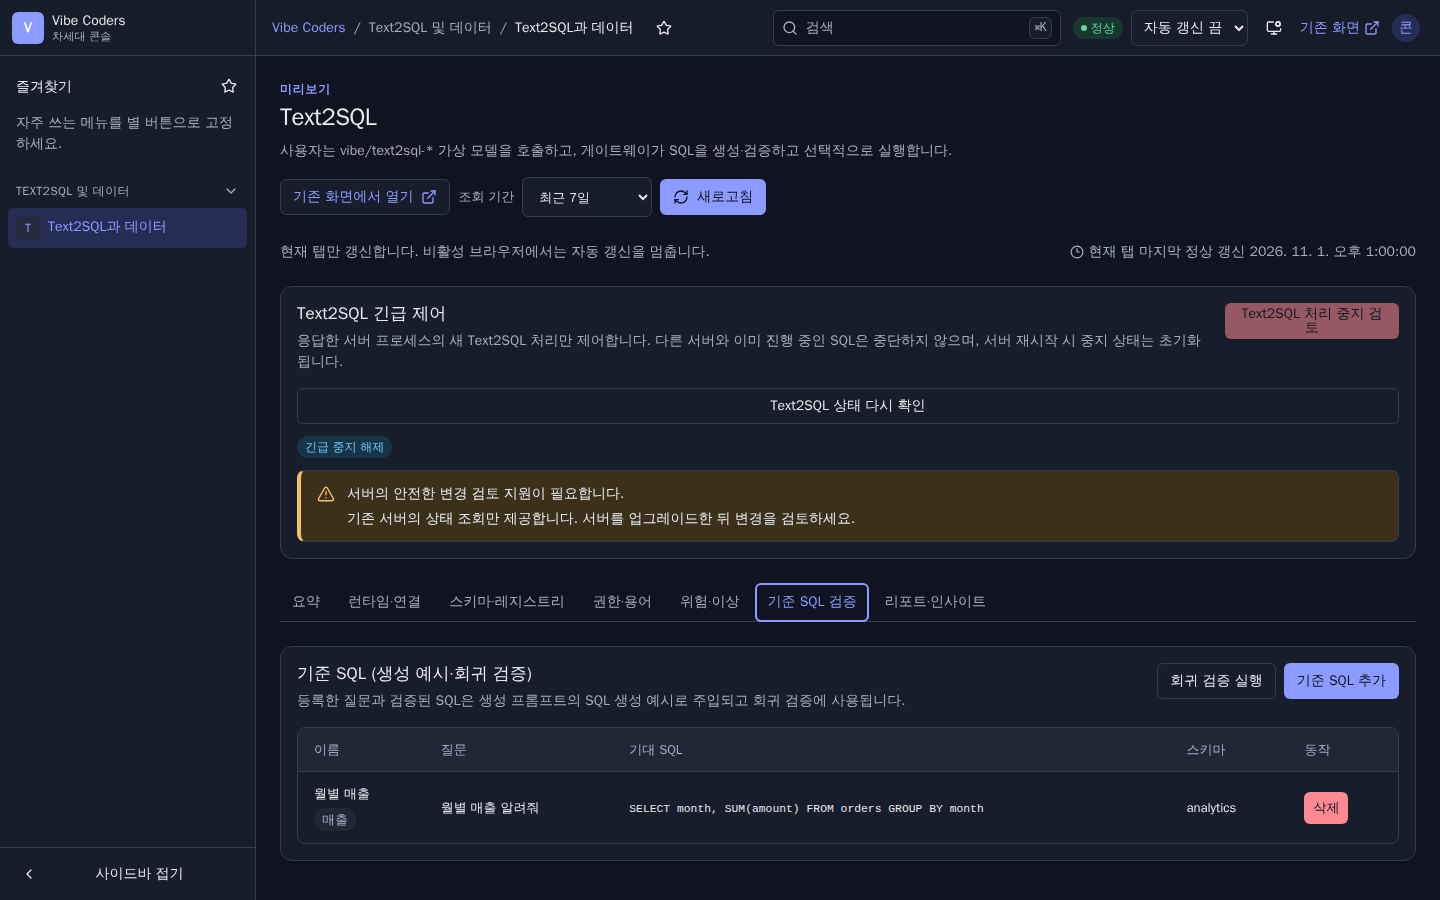 V
Vibe Coders
차세대 콘솔
Vibe Coders / Text2SQL 및 데이터 / Text2SQL과 데이터
검색
⌘K
정상
자동 갱신 끔
기존 화면
콘
즐겨찾기
자주 쓰는 메뉴를 별 버튼으로 고정
하세요.
TEXT2SQL 및 데이터
T
Text2SQL과 데이터
사이드바 접기
미리보기
Text2SQL
사용자는 vibe/text2sql-* 가상 모델을 호출하고, 게이트웨이가 SQL을 생성·검증하고 선택적으로 실행합니다.
기존 화면에서 열기
조회 기간
최근 7일
새로고침
현재 탭만 갱신합니다. 비활성 브라우저에서는 자동 갱신을 멈춥니다.
현재 탭 마지막 정상 갱신 2026. 11. 1. 오후 1:00:00
Text2SQL 긴급 제어
응답한 서버 프로세스의 새 Text2SQL 처리만 제어합니다. 다른 서버와 이미 진행 중인 SQL은 중단하지 않으며, 서버 재시작 시 중지 상태는 초기화
됩니다.
Text2SQL 처리 중지 검
토
Text2SQL 상태 다시 확인
긴급 중지 해제
서버의 안전한 변경 검토 지원이 필요합니다.
기존 서버의 상태 조회만 제공합니다. 서버를 업그레이드한 뒤 변경을 검토하세요.
요약
런타임·연결
스키마·레지스트리
권한·용어
위험·이상
기준 SQL 검증
리포트·인사이트
기준 SQL (생성 예시·회귀 검증)
등록한 질문과 검증된 SQL은 생성 프롬프트의 SQL 생성 예시로 주입되고 회귀 검증에 사용됩니다.
회귀 검증 실행
기준 SQL 추가
이름
질문
기대 SQL
스키마
동작
월별 매출
매출
월별 매출 알려줘
SELECT month, SUM(amount) FROM orders GROUP BY month
analytics
삭제